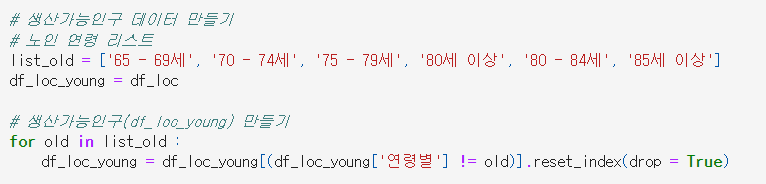 # 생산가능인구 데이터 만들기
# 노인 연령 리스트
list_old = ['65 - 69세', '70 - 74세', '75 - 79세', '80세 이상', '80 - 84세', '85세 이상']
df_loc_young = df_loc

# 생산가능인구(df_loc_young) 만들기
for old in list_old :
    df_loc_young = df_loc_young[(df_loc_young['연령별'] != old)].reset_index(drop = True)